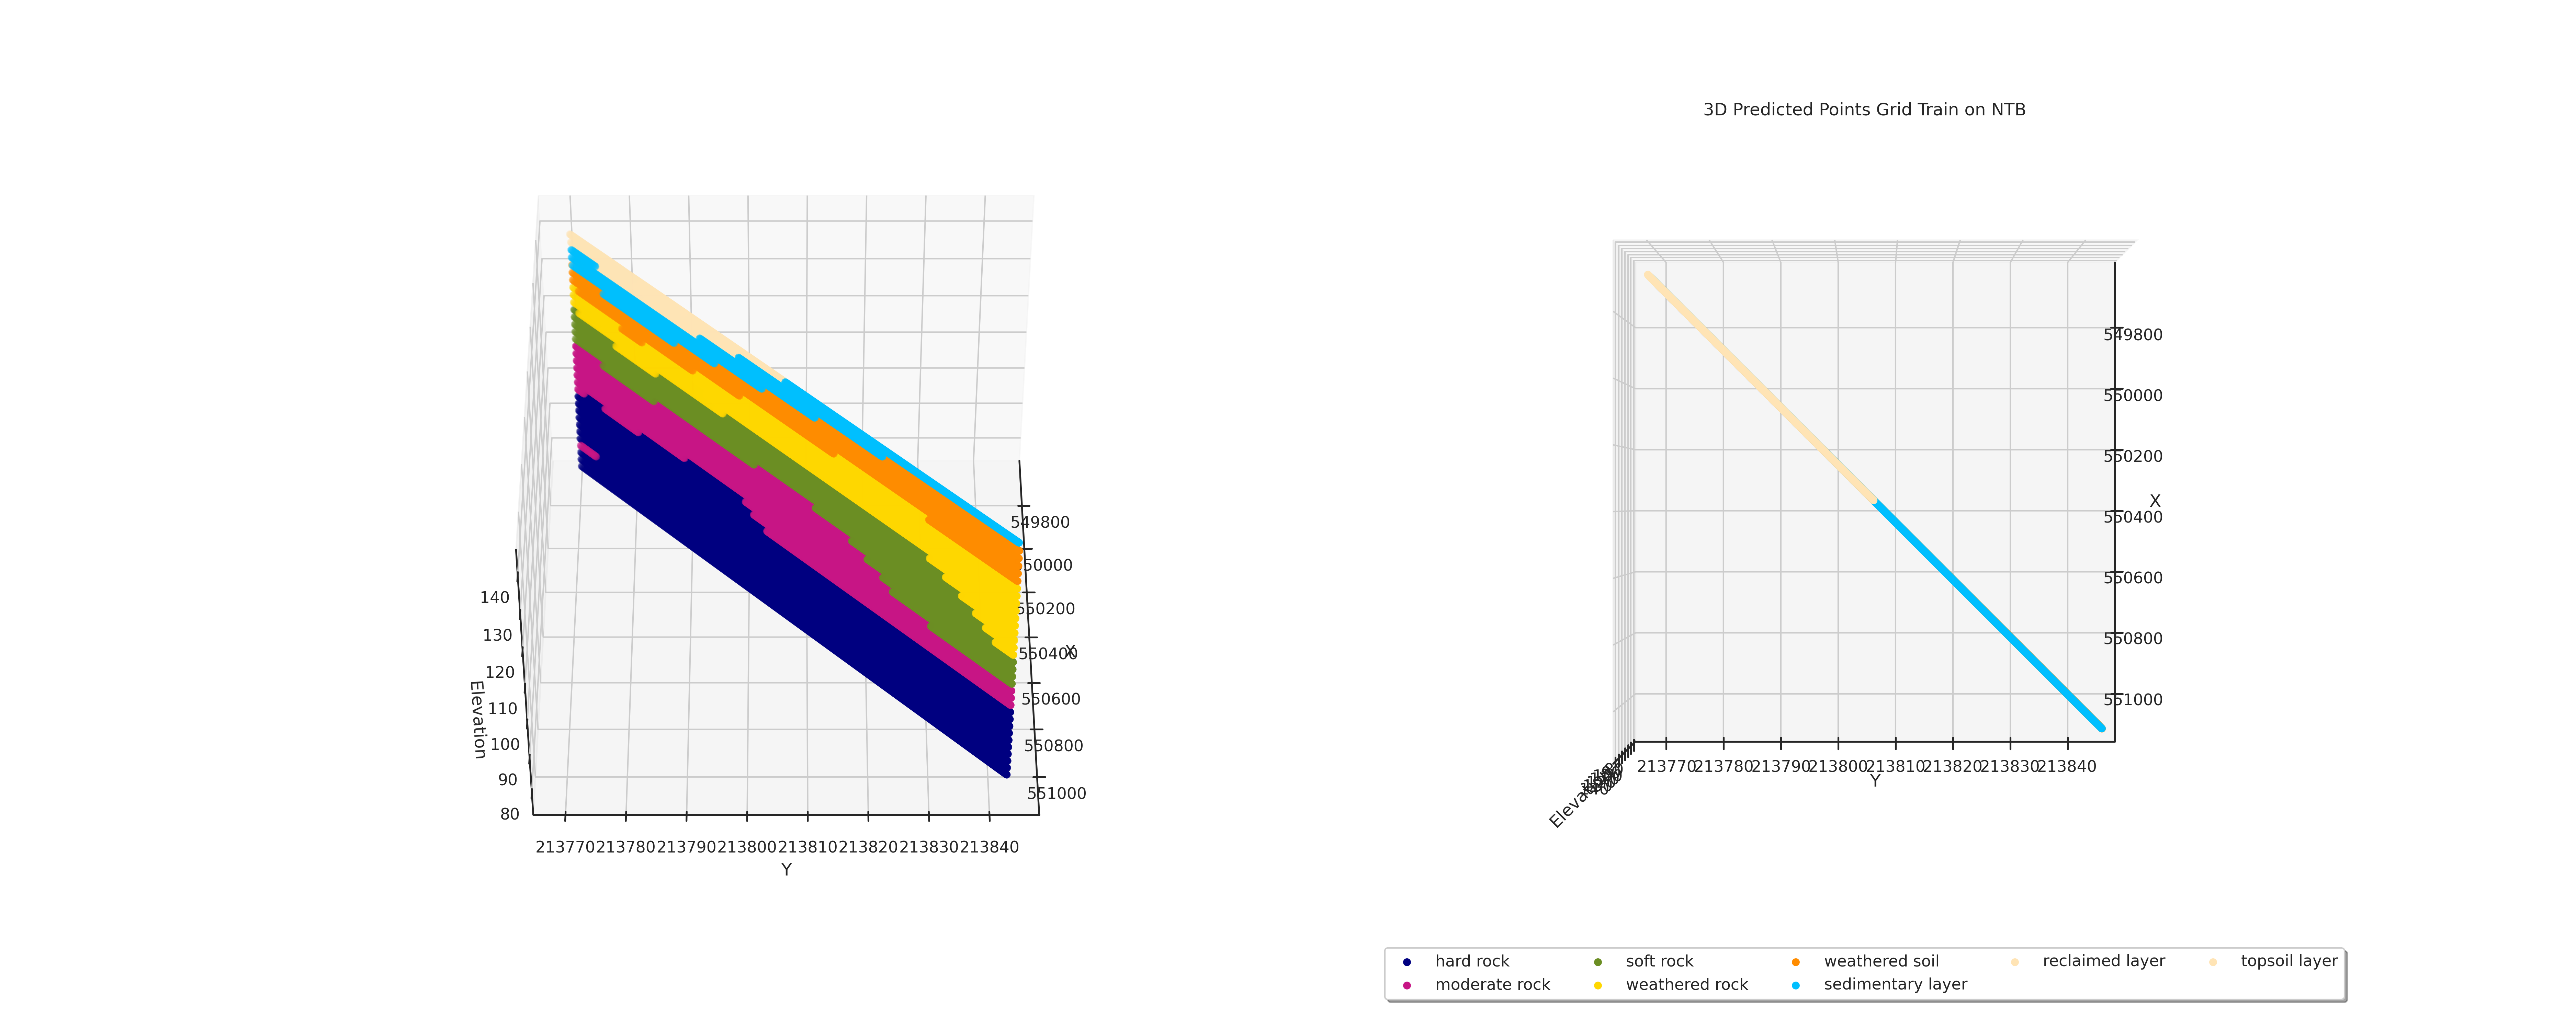 3D Predicted Points Grid Train on NTB
140
130
120
110
100
90
80
Elevation
549800
50000
550200
550400
X
550600
550800
551000
213770 213780 213790 213800 213810 213820 213830 213840
Y
549800
550000
550200
X
550400
550600
550800
551000
213770 213780 213790 213800 213810 213820 213830 213840
Y
hard rock soft rock weathered soil reclaimed layer topsoil layer
moderate rock weathered rock sedimentary layer